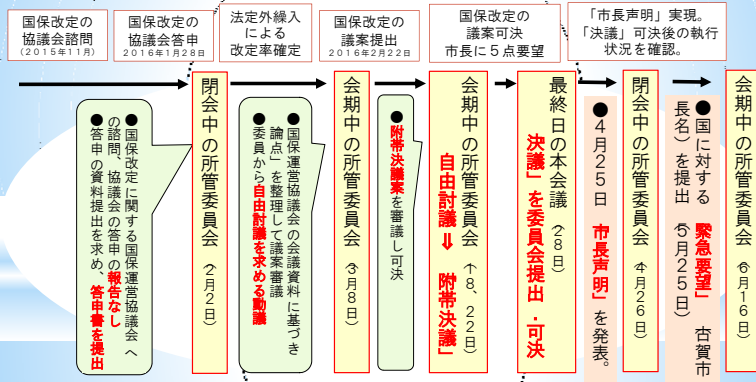 国保改定の
協議会諮問
（2015年11月）
国保改定の
協議会答申
2016年1月28日
法定外繰入
による
改定率確定
国保改定の
議案提出
2016年2月22日
国保改定の
議案可決
市長に5点要望
「市長声明」実現。
「決議」可決後の執行
状況を確認。
●国保改定に関する国保運営協議会へ
の諮問、協議会の答申の報告なし
●答申の資料提出を求め、答申書を提出
閉会中の所管委員会 2月2日）
●国保運営協議会の会議資料に基づき
論点」を整理して議案審議
●委員から自由討議を求める動議
会期中の所管委員会 3月8日）
●附帯決議案を審議し可決
会期中の所管委員会 18、22日）
自由討議⇒附帯決議」
最終日の本会議 28日）
決議」を委員会提出・可決
●4月25日 市長声明」を発表。
閉会中の所管委員会 4月26日）
●国に対する 緊急要望」 古賀市
長名）を提出 5月25日）
会期中の所管委員会 6月16日）